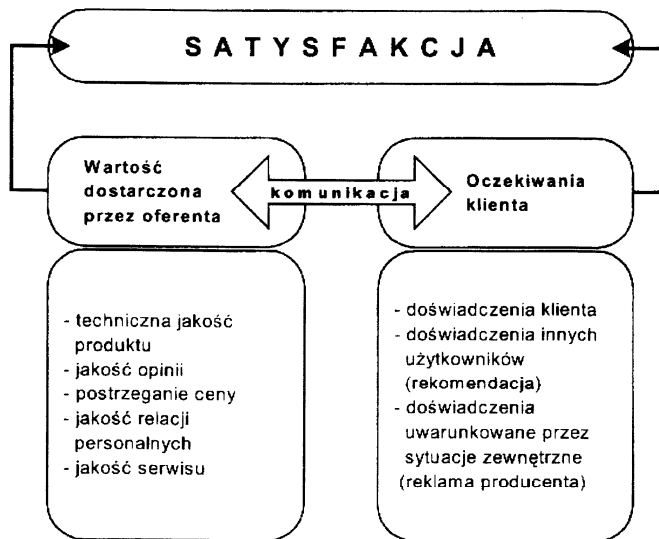 SATYSFAKCJA
Wartość
dostarczona
przez oferenta
komunikacja
Oczekiwania
klienta
- techniczna jakość
produktu
- jakość opinii
- postrzeganie ceny
- jakość relacji
personalnych
- jakość serwisu
- doświadczenia klienta
- doświadczenia innych
użytkowników
(rekomendacja)
- doświadczenia
uwarunkowane przez
sytuacje zewnętrzne
(reklama producenta)